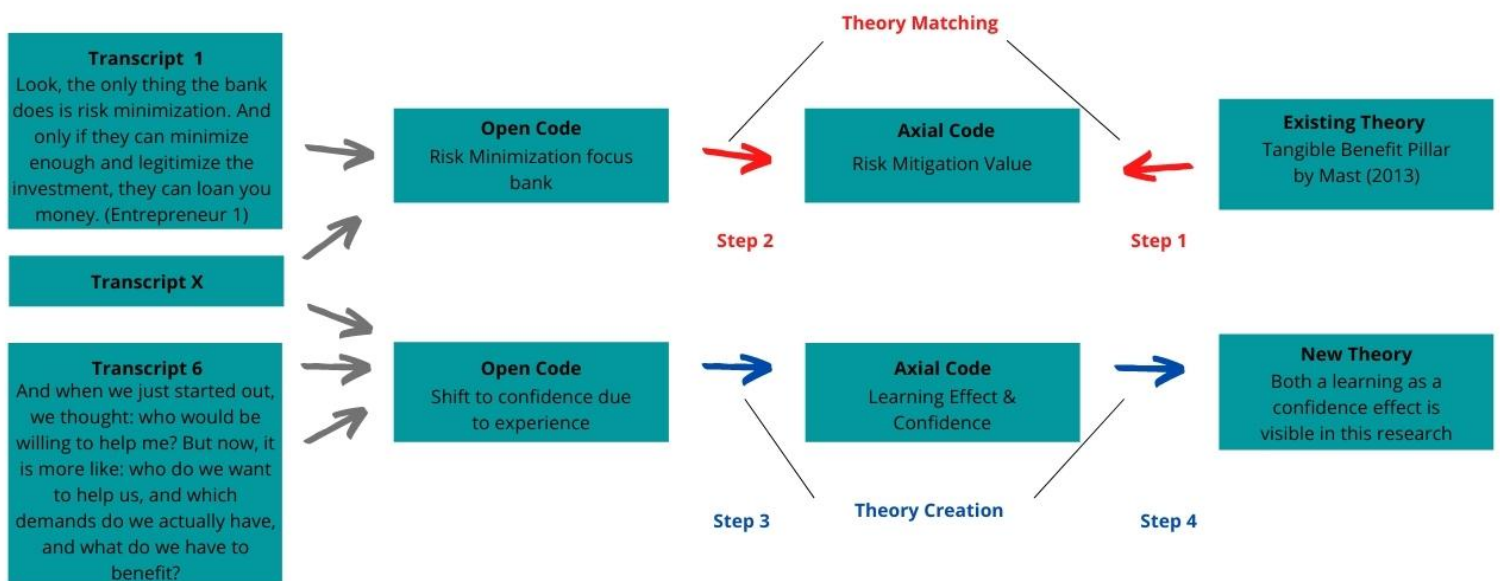 Theory Matching
Transcript 1
Look, the only thing the bank
does is risk minimization. And
only if they can minimize
enough and legitimize the
investment, they can loan you
money. (Entrepreneur 1)
Open Code
Risk Minimization focus
bank
Axial Code
Risk Mitigation Value
Existing Theory
Tangible Benefit Pillar
by Mast (2013)
Step 2
Step 1
Transcript X
Transcript 6
And when we just started out,
we thought: who would be
willing to help me? But now, it
is more like: who do we want
to help us, and which
demands do we actually have,
and what do we have to
benefit?
Open Code
Shift to confidence due
to experience
Axial Code
Learning Effect &
Confidence
New Theory
Both a learning as a
confidence effect is
visible in this research
Step 3
Theory Creation
Step 4